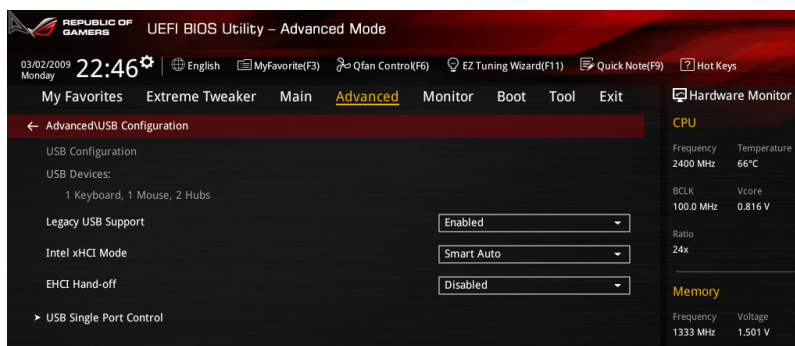 REPUBLIC OF
GAMERS
UEFI BIOS Utility – Advanced Mode
03/02/2009
Monday
22:46
English
MyFavorite(F3)
Qfan Control(F6)
EZ Tuning Wizard(F11)
Quick Note(F9)
? Hot Keys
My Favorites
Extreme Tweaker
Main
Advanced
Monitor
Boot
Tool
Exit
Hardware Monitor
← Advanced\USB Configuration
USB Configuration
USB Devices:
1 Keyboard, 1 Mouse, 2 Hubs
Legacy USB Support
Enabled
Intel xHCI Mode
Smart Auto
EHCI Hand-off
Disabled
> USB Single Port Control
CPU
Frequency Temperature
2400 MHz 66°C
BCLK Vcore
100.0 MHz 0.816 V
Ratio
24x
Memory
Frequency Voltage
1333 MHz 1.501 V